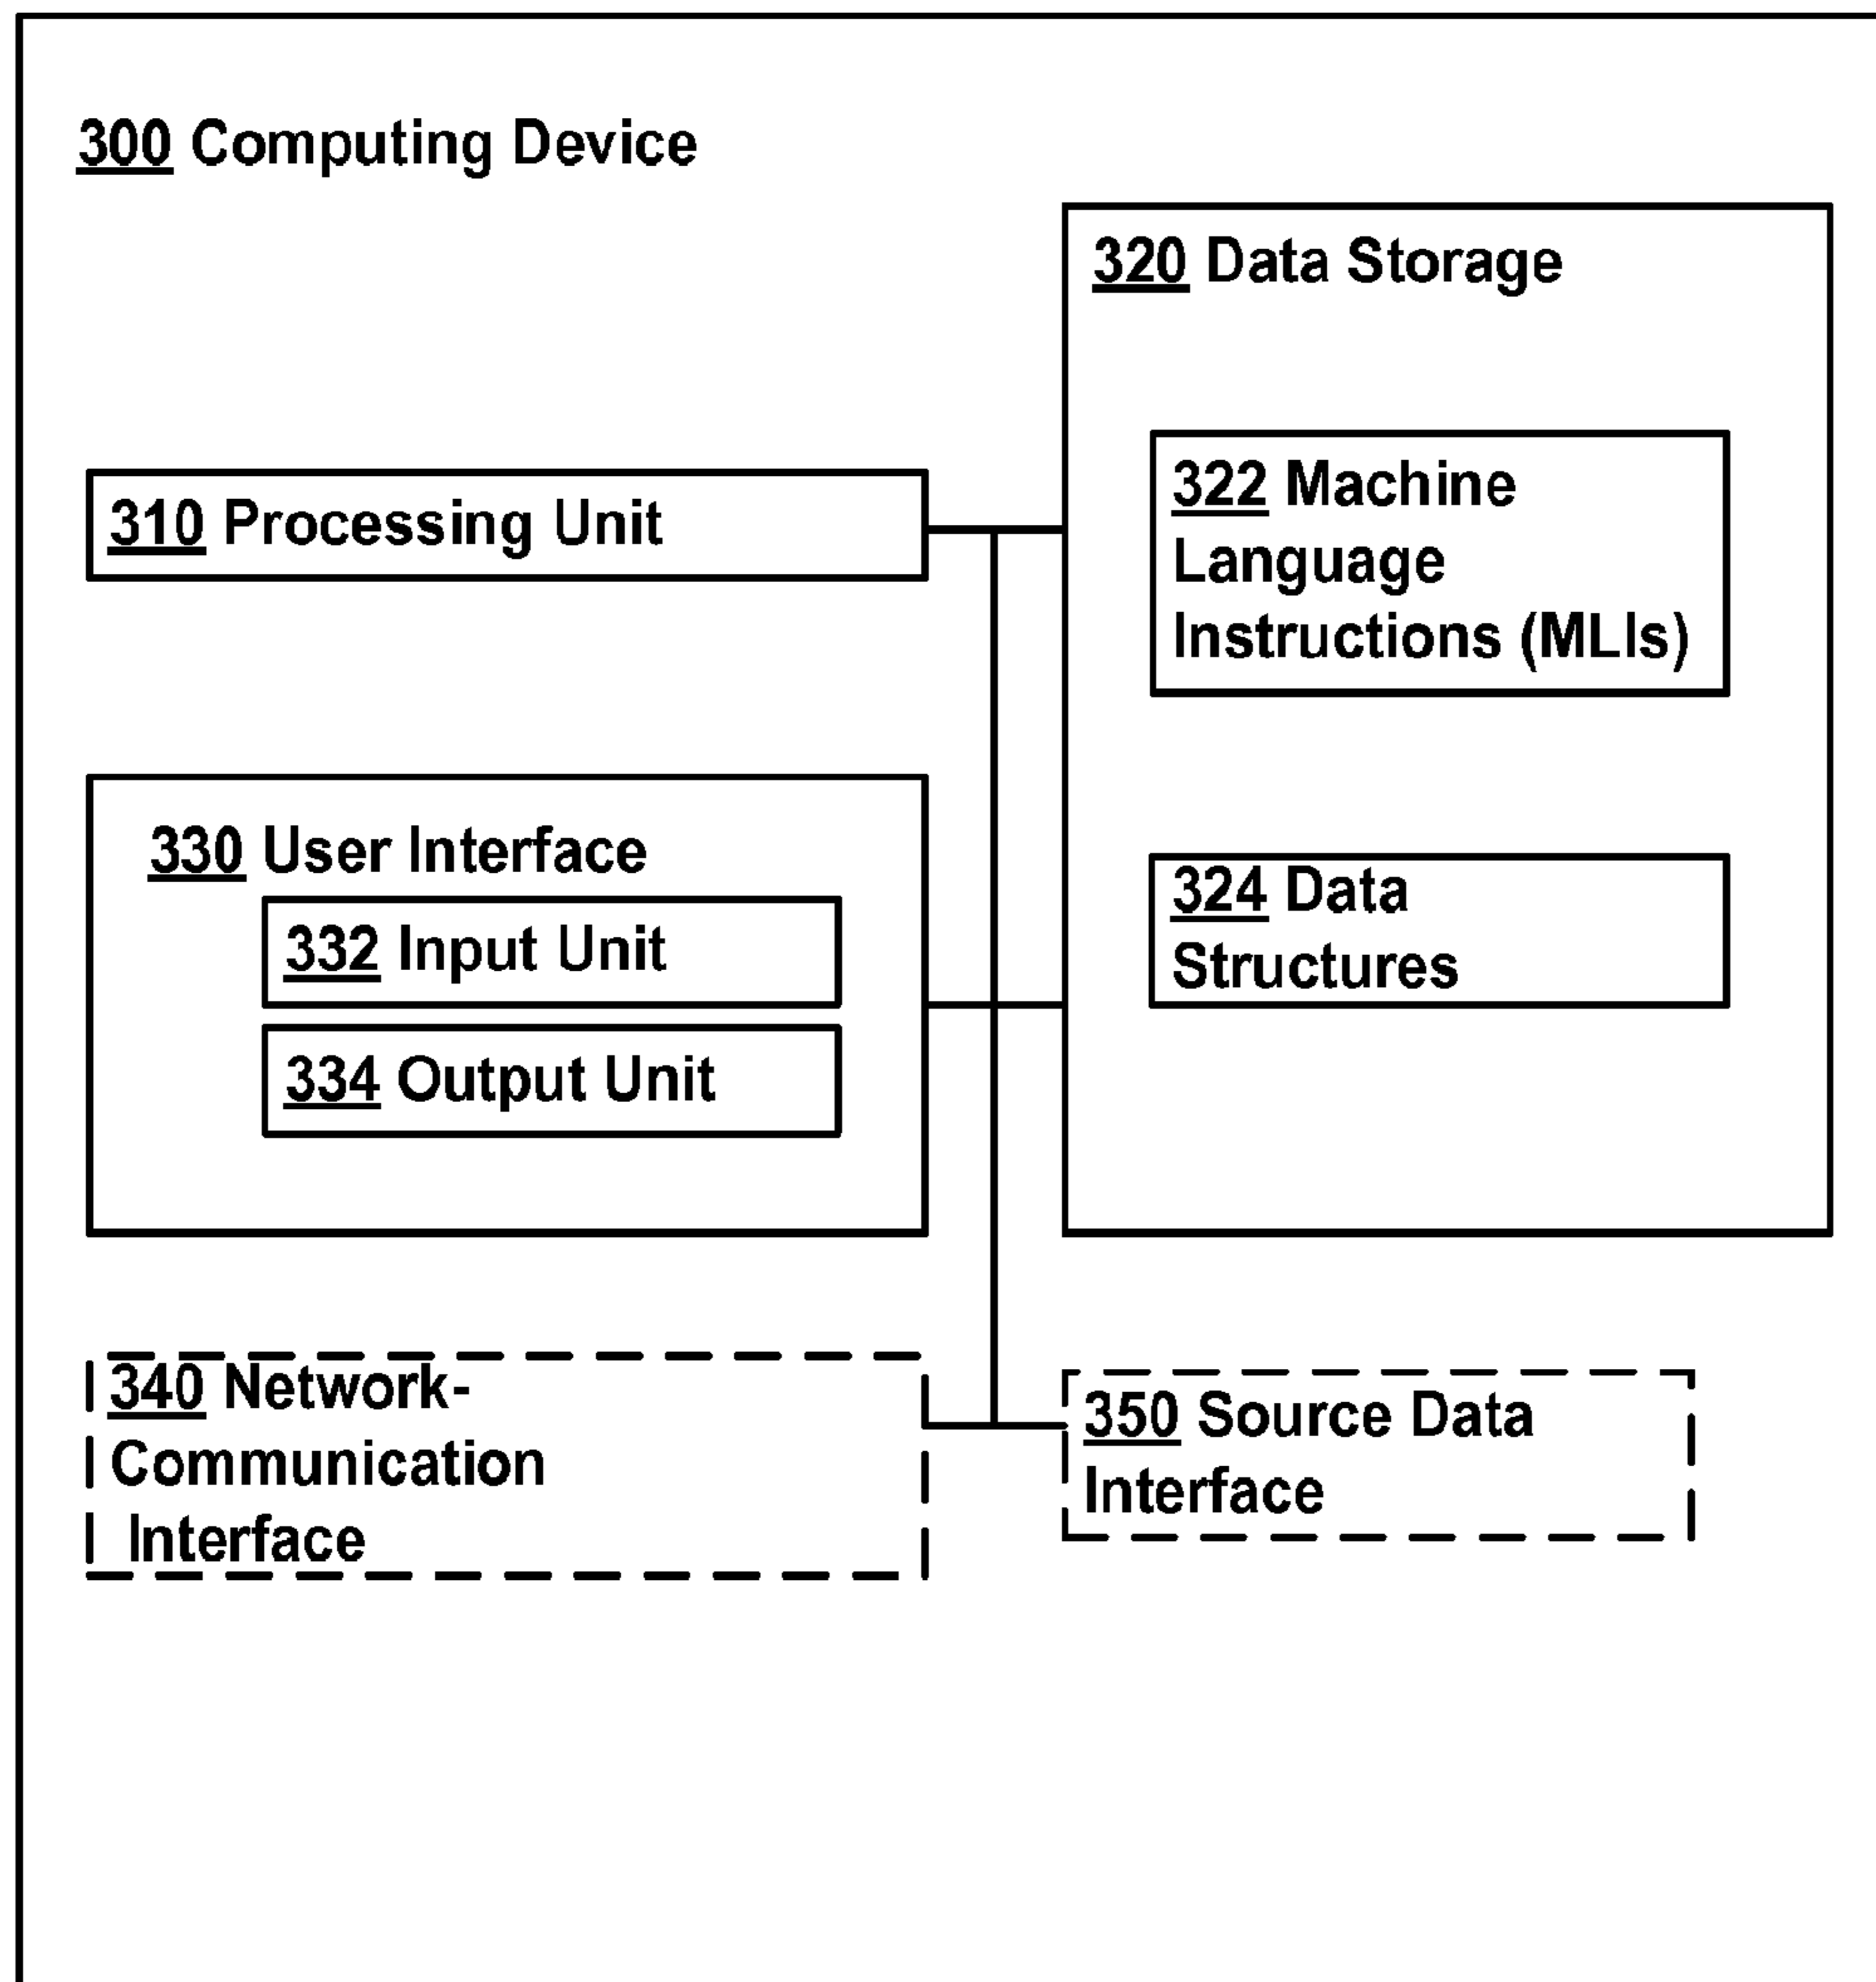 300 Computing Device
320 Data Storage
310 Processing Unit
322 Machine
Language
Instructions (MLIs)
330 User Interface
332 Input Unit
334 Output Unit
324 Data
Structures
340 Network-
Communication
Interface
350 Source Data
Interface